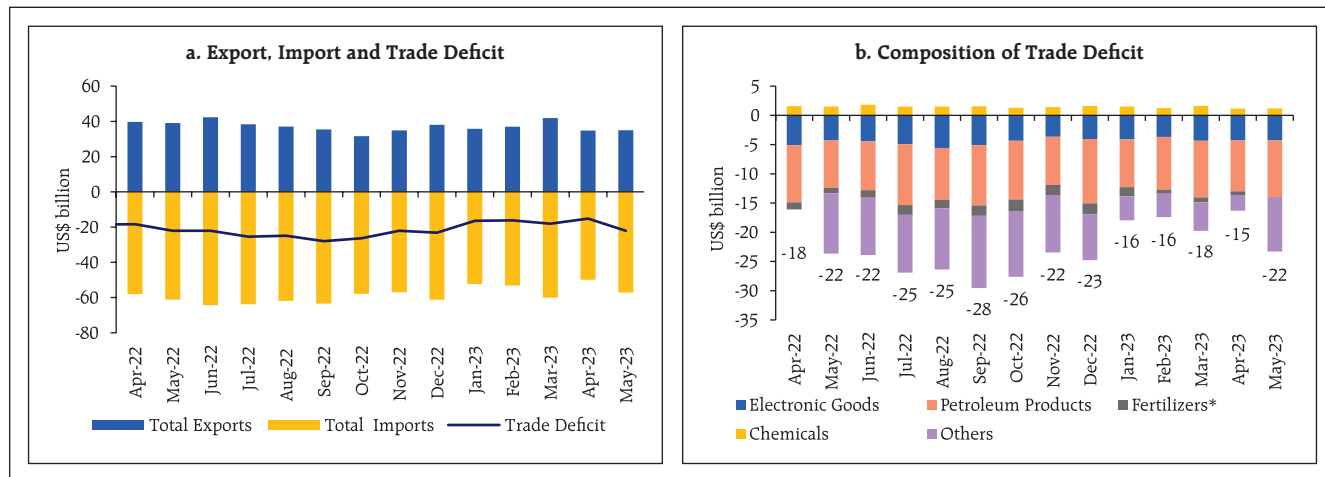 a. Export, Import and Trade Deficit
US$ billion
60
40
20
0
-20
-40
-60
-80
Apr-22
May-22
Jun-22
Jul-22
Aug-22
Sep-22
Oct-22
Nov-22
Dec-22
Jan-23
Feb-23
Mar-23
Apr-23
May-23
Total Exports
Total Imports
Trade Deficit
b. Composition of Trade Deficit
US$ billion
5
0
-5
-10
-15
-20
-25
-30
-35
-18
-22
-22
-25
-25
-28
-26
-22
-23
-16
-16
-18
-15
-22
Apr-22
May-22
Jun-22
Jul-22
Aug-22
Sep-22
Oct-22
Nov-22
Dec-22
Jan-23
Feb-23
Mar-23
Apr-23
May-23
Electronic Goods
Petroleum Products
Fertilizers*
Chemicals
Others